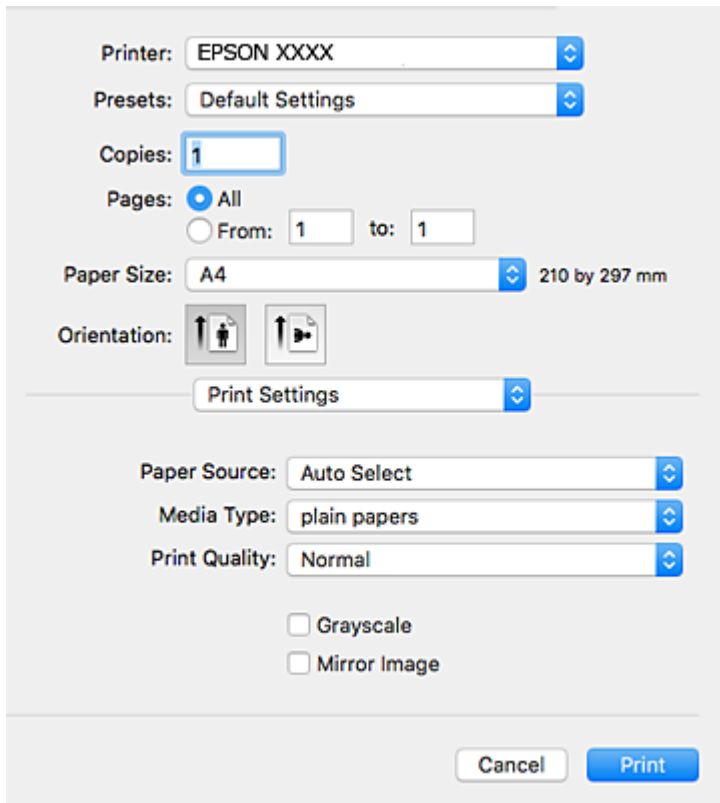 Printer: EPSON XXXX
Presets: Default Settings
Copies: 1
Pages: All
From: 1 to: 1
Paper Size: A4 210 by 297 mm
Orientation:
Print Settings
Paper Source: Auto Select
Media Type: plain papers
Print Quality: Normal
Grayscale
Mirror Image
Cancel Print